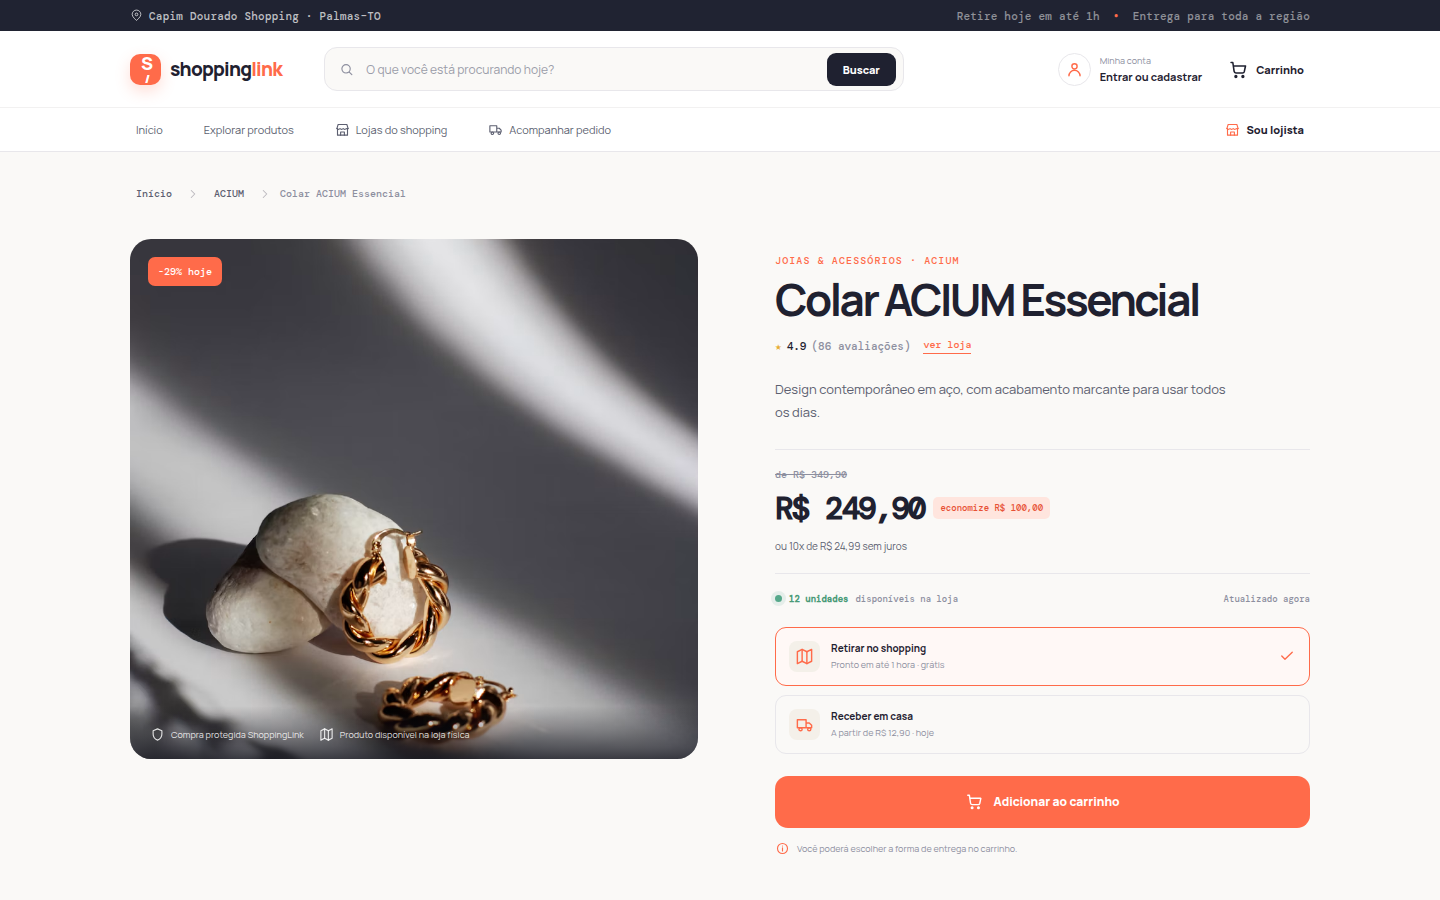 Capim Dourado Shopping · Palmas-TO
Retire hoje em até 1h • Entrega para toda a região
S
shoppinglink
O que você está procurando hoje?
Buscar
Minha conta
Entrar ou cadastrar
Carrinho
Início
Explorar produtos
Lojas do shopping
Acompanhar pedido
Sou lojista
Início
ACIUM
Colar ACIUM Essencial
-29% hoje
JOIAS & ACESSÓRIOS · ACIUM
Colar ACIUM Essencial
★ 4.9 (86 avaliações) ver loja
Design contemporâneo em aço, com acabamento marcante para usar todos
os dias.
de R$ 349,90
R$ 249,90
economize R$ 100,00
ou 10x de R$ 24,99 sem juros
12 unidades disponíveis na loja
Atualizado agora
Retirar no shopping
Pronto em até 1 hora · grátis
Receber em casa
A partir de R$ 12,90 · hoje
Compra protegida ShoppingLink
Produto disponível na loja física
Adicionar ao carrinho
Você poderá escolher a forma de entrega no carrinho.